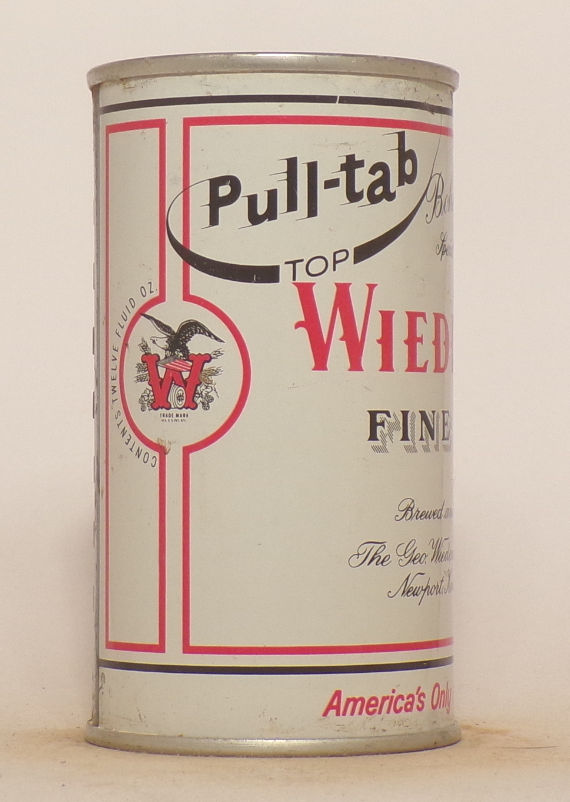 Pull-tab
TOP
WIED
FINE
Brewed
The Geo.
Newport,
America's Only
CONTENTS TWELVE FLUID OZ.
W
TRADE MARK